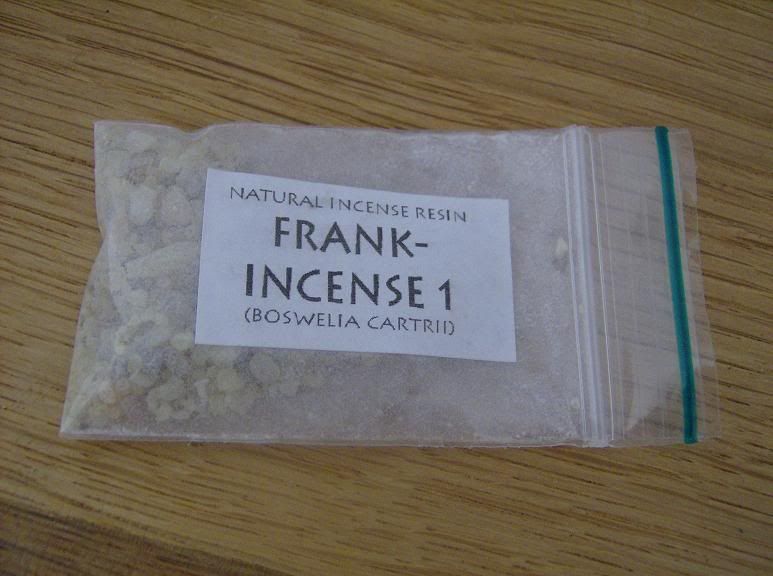 NATURAL INCENSE RESIN
FRANK-
INCENSE 1
(BOSWELIA CARTRII)